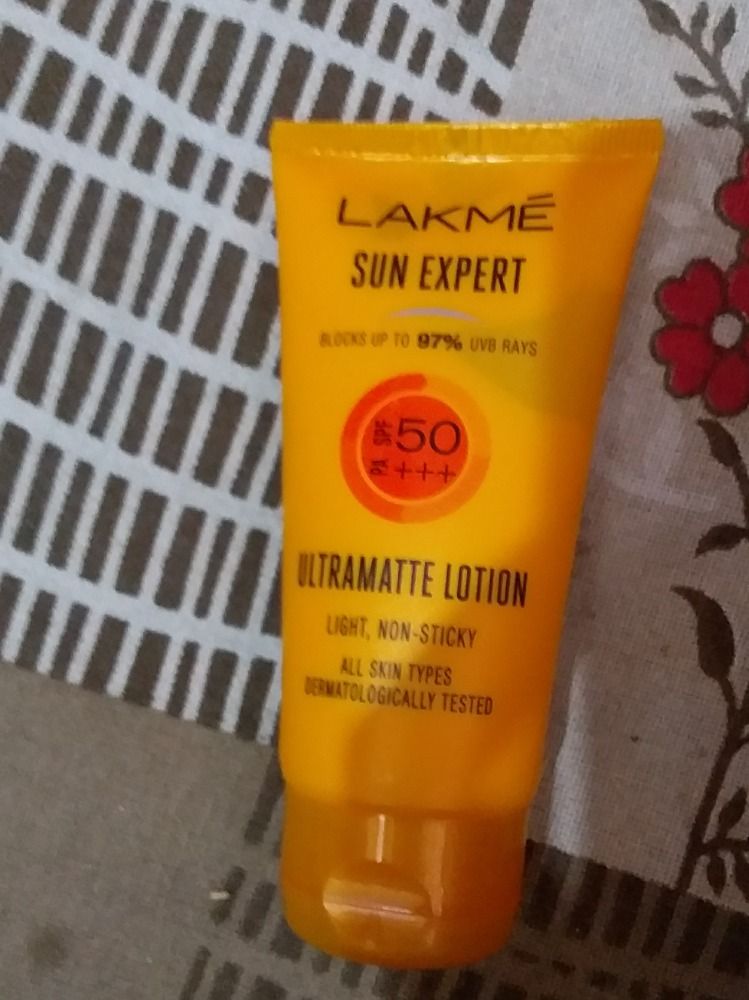 LAKMÉ
SUN EXPERT
BLOCKS UP TO 97% UVB RAYS
SPF 50
PA +++
ULTRAMATTE LOTION
LIGHT, NON-STICKY
ALL SKIN TYPES
DERMATOLOGICALLY TESTED